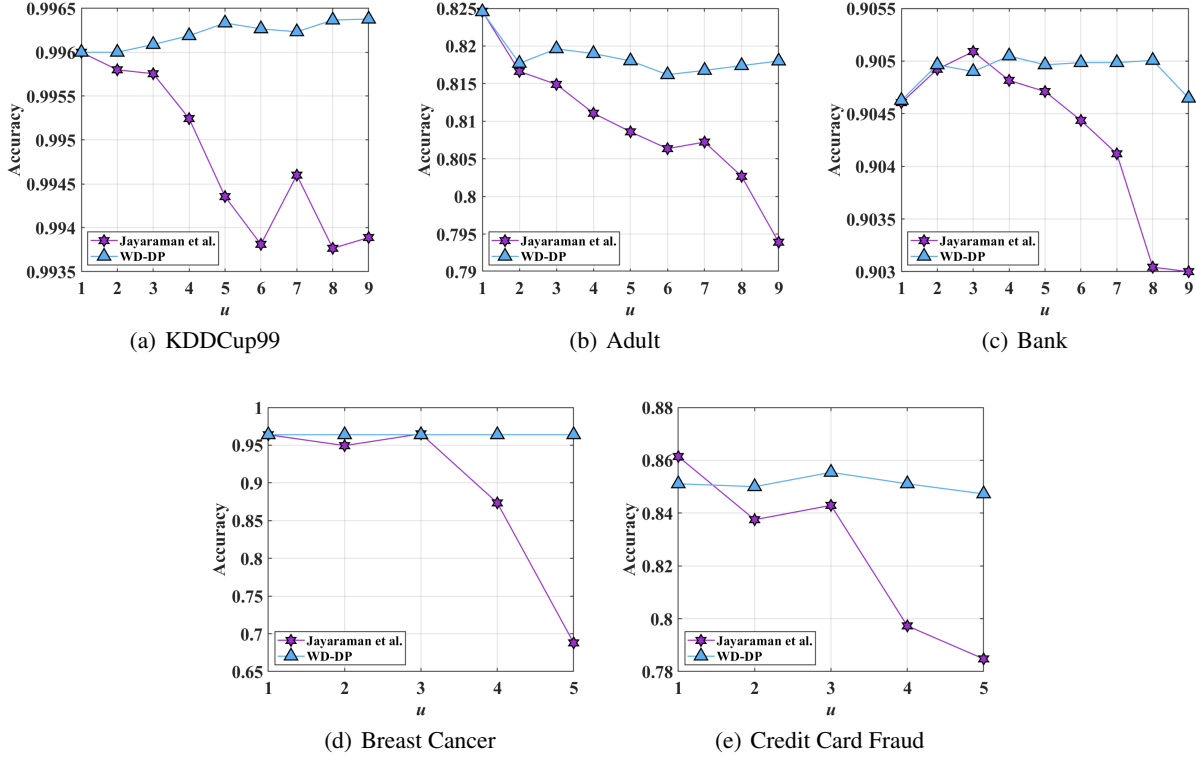 0.9965
0.996
0.9955
0.995
0.9945
0.994
0.9935
Accuracy
Jayaraman et al.
WD-DP
1 2 3 4 5 6 7 8 9
u
(a) KDDCup99
0.825
0.82
0.815
0.81
0.805
0.8
0.795
0.79
Accuracy
Jayaraman et al.
WD-DP
1 2 3 4 5 6 7 8 9
u
(b) Adult
0.9055
0.905
0.9045
0.904
0.9035
0.903
Accuracy
Jayaraman et al.
WD-DP
1 2 3 4 5 6 7 8 9
u
(c) Bank
1
0.95
0.9
0.85
0.8
0.75
0.7
0.65
Accuracy
Jayaraman et al.
WD-DP
1 2 3 4 5
u
(d) Breast Cancer
0.88
0.86
0.84
0.82
0.8
0.78
Accuracy
Jayaraman et al.
WD-DP
1 2 3 4 5
u
(e) Credit Card Fraud